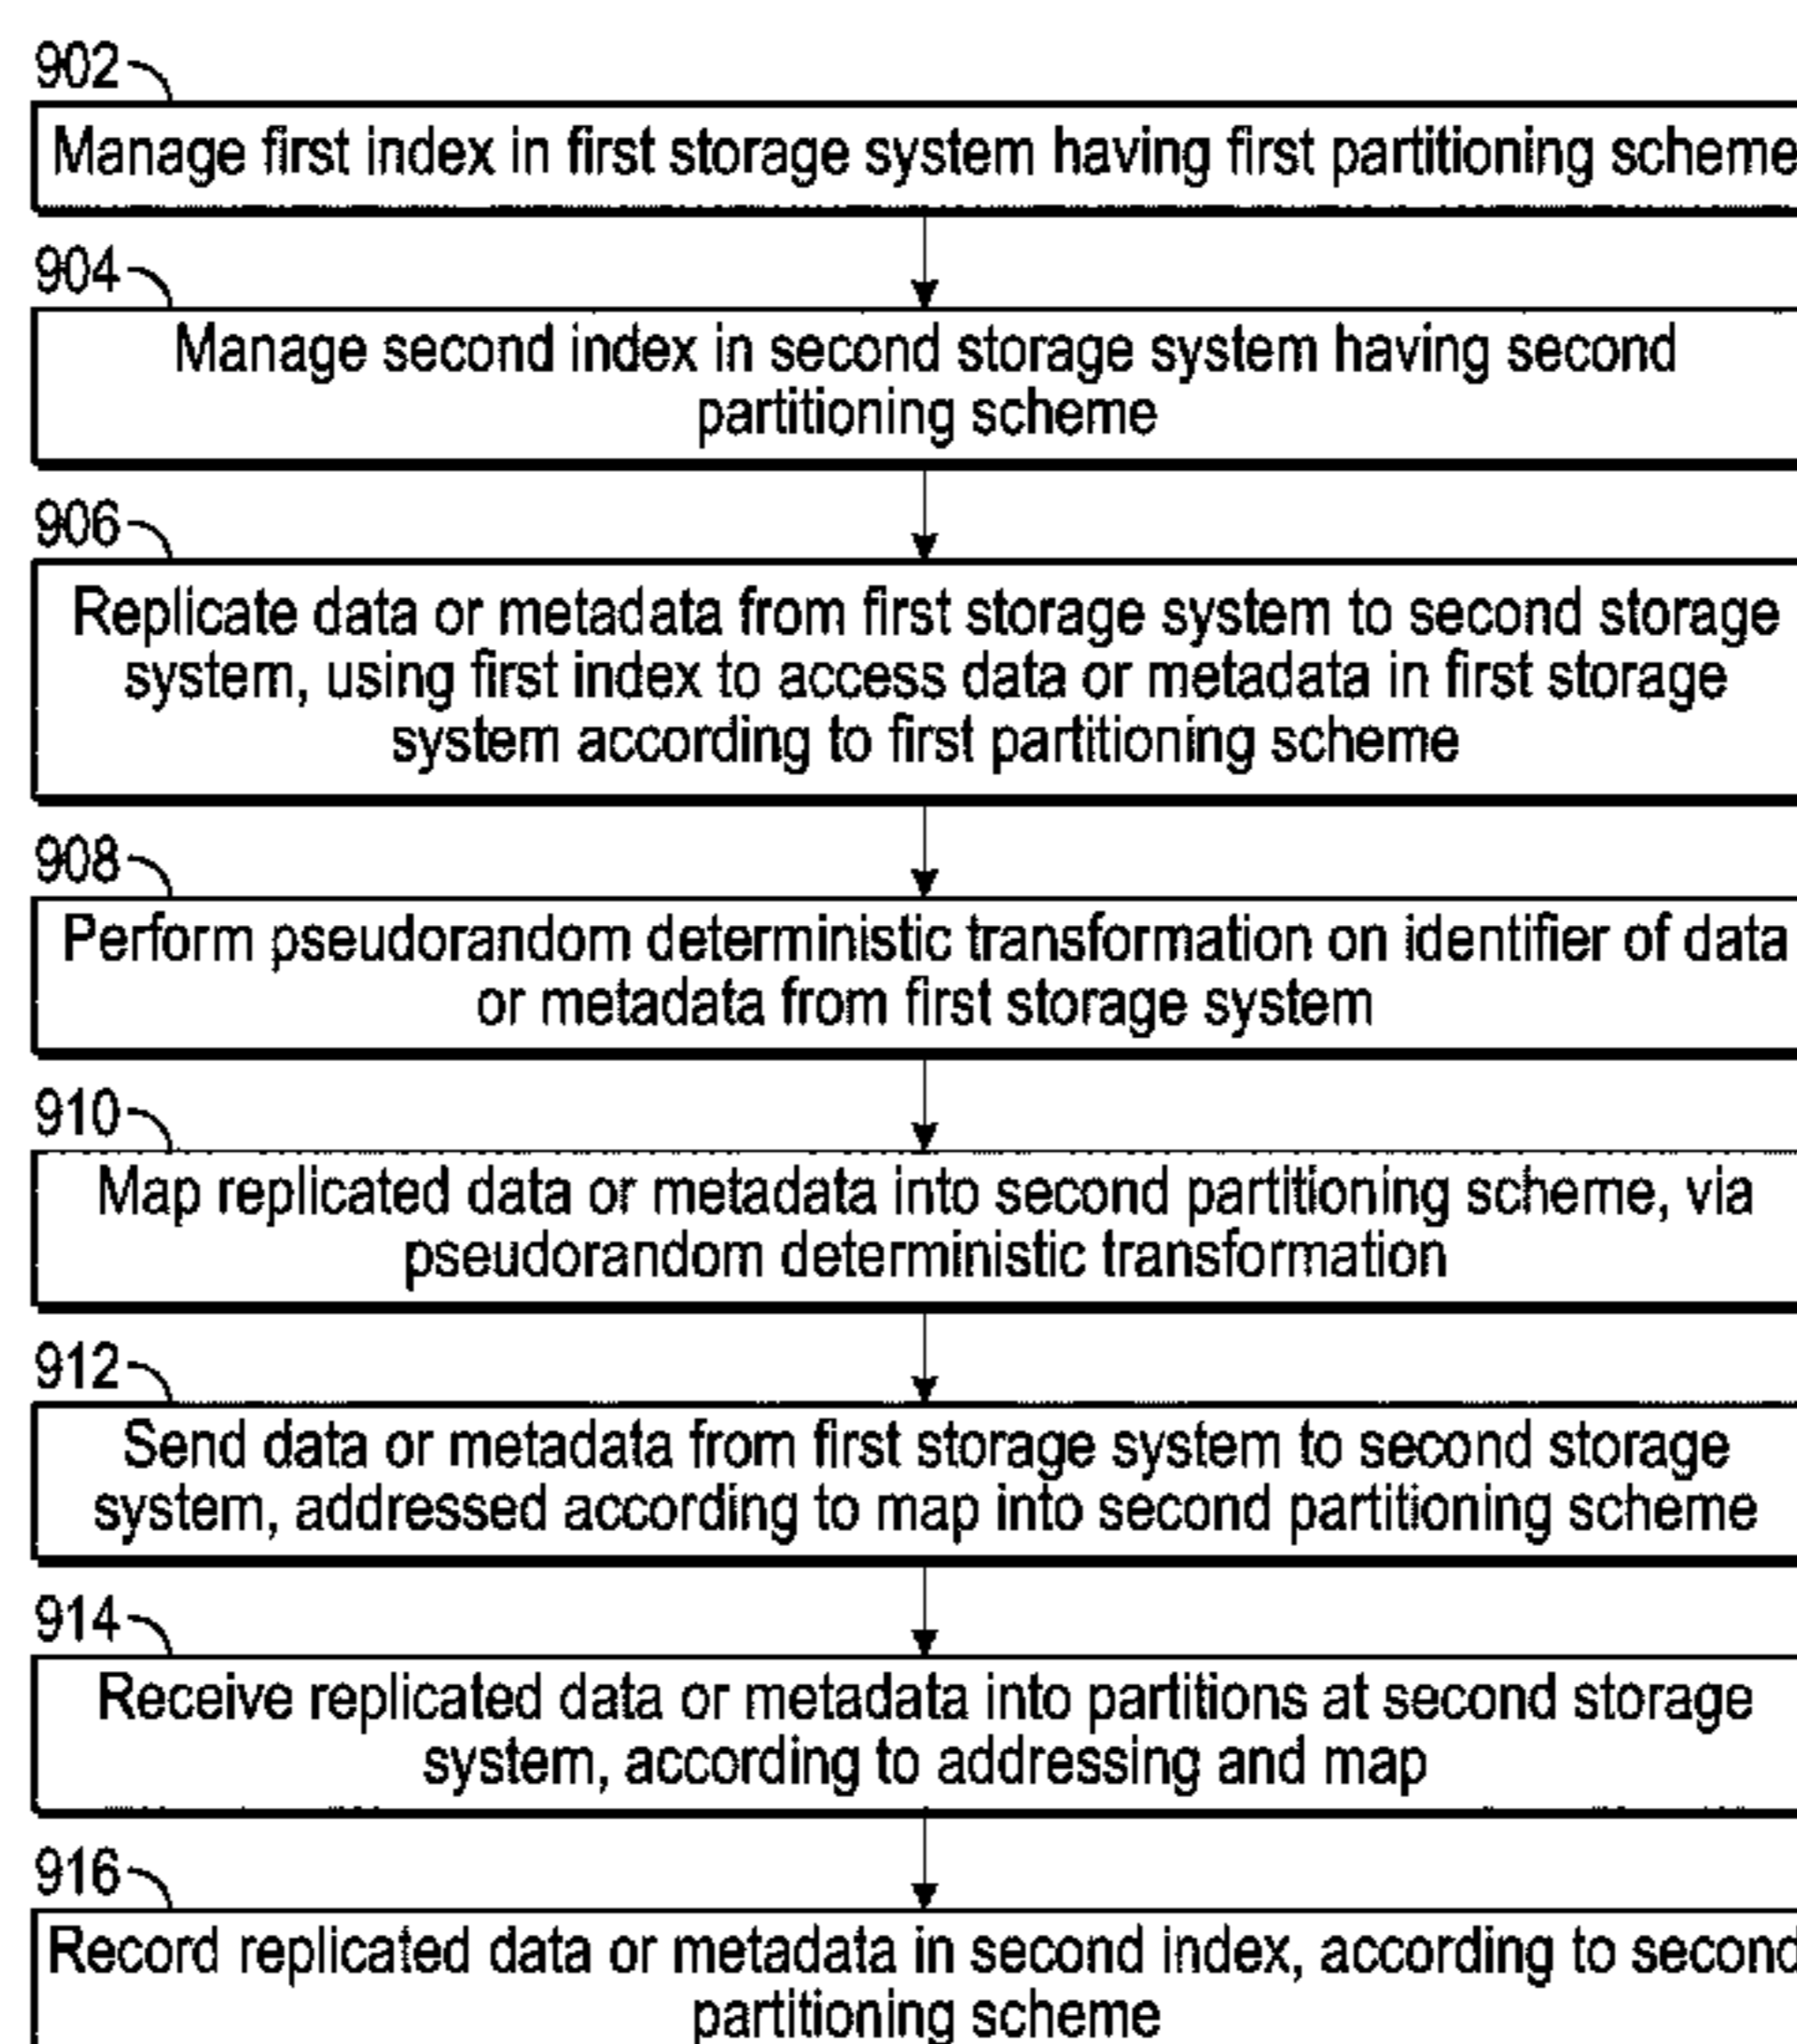 902
Manage first index in first storage system having first partitioning scheme
904
Manage second index in second storage system having second
partitioning scheme
906
Replicate data or metadata from first storage system to second storage
system, using first index to access data or metadata in first storage
system according to first partitioning scheme
908
Perform pseudorandom deterministic transformation on identifier of data
or metadata from first storage system
910
Map replicated data or metadata into second partitioning scheme, via
pseudorandom deterministic transformation
912
Send data or metadata from first storage system to second storage
system, addressed according to map into second partitioning scheme
914
Receive replicated data or metadata into partitions at second storage
system, according to addressing and map
916
Record replicated data or metadata in second index, according to second
partitioning scheme